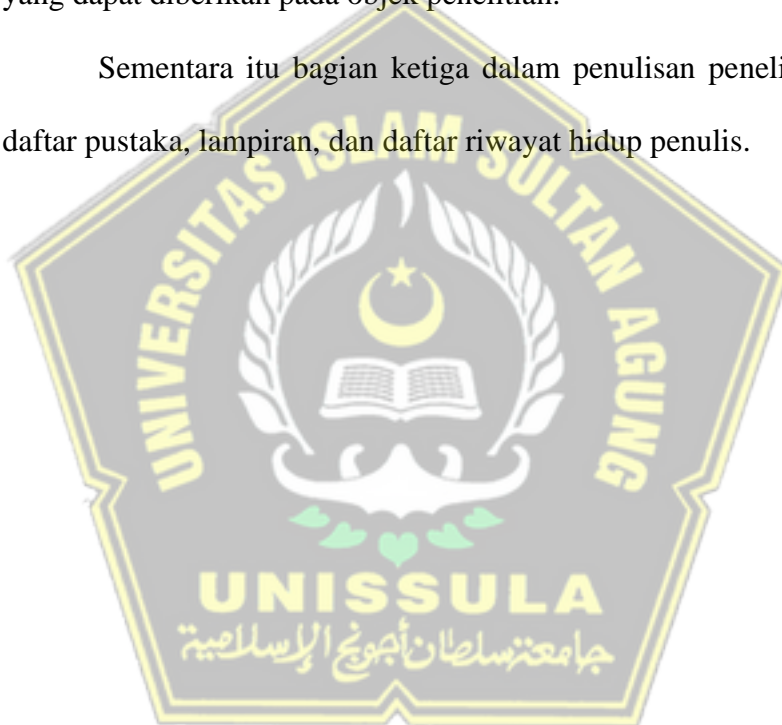 yang dapat diberikan pada objek penelitian.
Sementara itu bagian ketiga dalam penulisan
daftar pustaka, lampiran, dan daftar riwayat hidup penulis.
UNIVERSITAS ISLAM SULTAN AGUNG
UNISSULA
جامعة سلطان أجونج الإسلامية